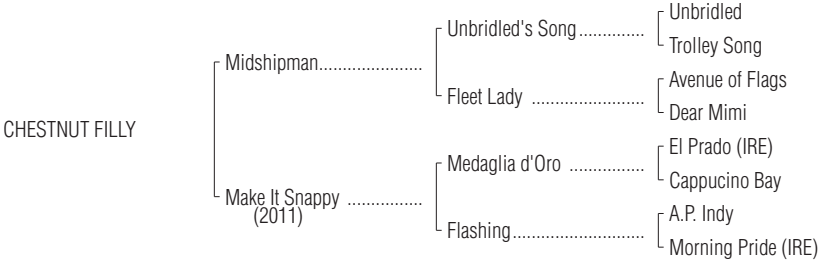 Unbridled
Unbridled's Song..............
Trolley Song
Midshipman......................
Avenue of Flags
Fleet Lady ........................
Dear Mimi
CHESTNUT FILLY
El Prado (IRE)
Medaglia d'Oro ................
Cappucino Bay
Make It Snappy ................
(2011)
A.P. Indy
Flashing............................
Morning Pride (IRE)